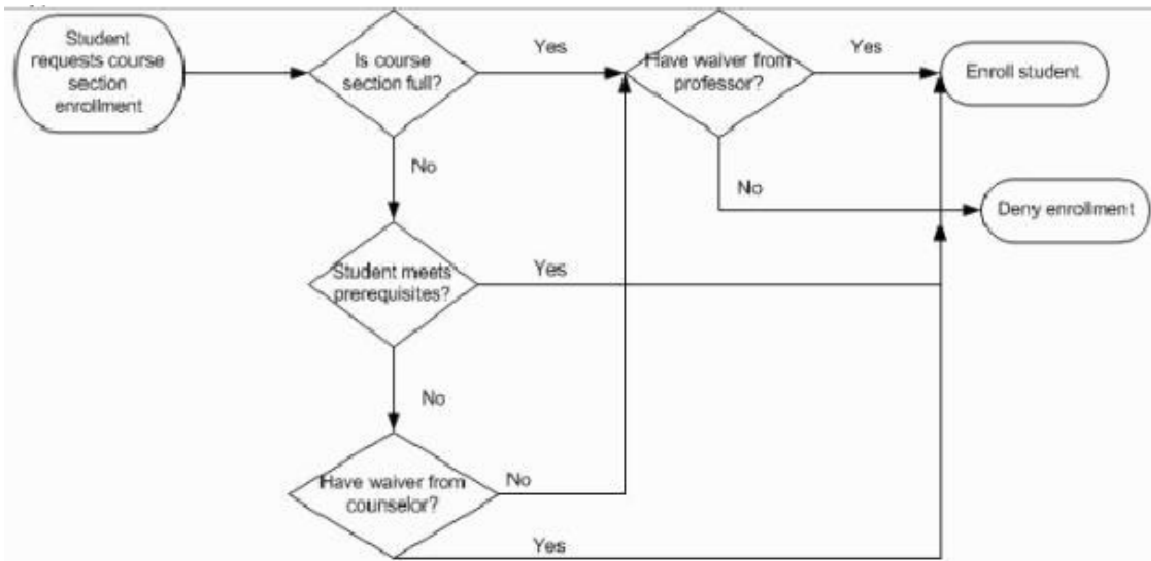 Student
requests course
section
enrollment
Is course
section full?
Yes
Have waiver from
professor?
Yes
Enroll student
No
No
Deny enrollment
Student meets
prerequisites?
Yes
No
Have waiver from
counselor?
No
Yes